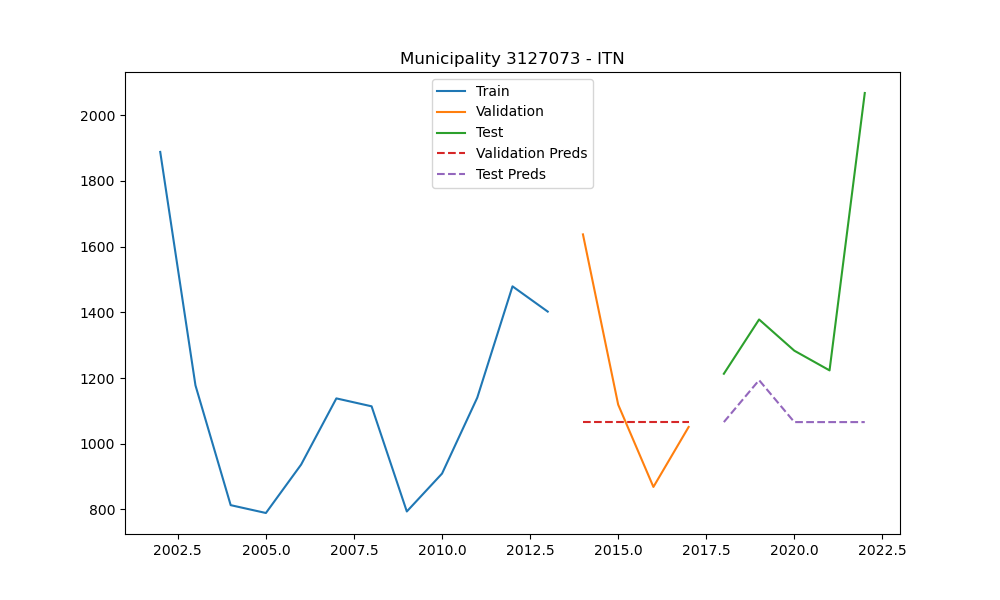 Municipality 3127073 - ITN
Train
Validation
Test
Validation Preds
Test Preds
2000
1800
1600
1400
1200
1000
800
2002.5 2005.0 2007.5 2010.0 2012.5 2015.0 2017.5 2020.0 2022.5